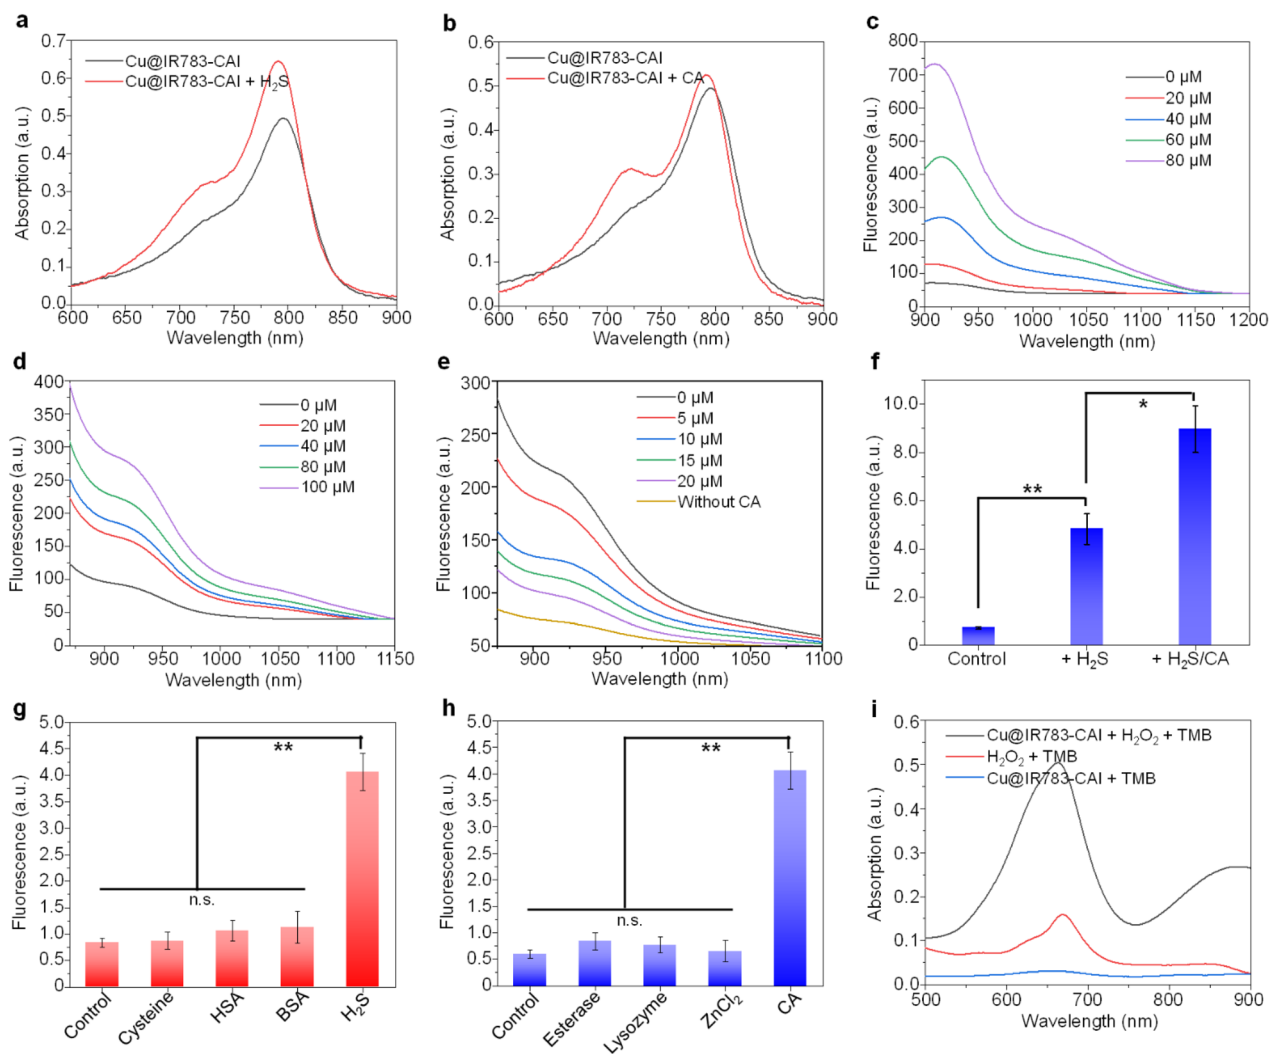 a
0.7
0.6
0.5
0.4
0.3
0.2
0.1
0.0
Absorption (a.u.)
Cu@IR783-CAI
Cu@IR783-CAI + H₂S
600 650 700 750 800 850 900
Wavelength (nm)
b
0.6
0.5
0.4
0.3
0.2
0.1
0.0
Absorption (a.u.)
Cu@IR783-CAI
Cu@IR783-CAI + CA
600 650 700 750 800 850 900
Wavelength (nm)
c
900
800
700
600
500
400
300
200
100
0
Fluorescence (a.u.)
0 μM
20 μM
40 μM
60 μM
80 μM
900 950 1000 1050 1100 1150 1200
Wavelength (nm)
d
400
350
300
250
200
150
100
50
0
Fluorescence (a.u.)
0 μM
20 μM
40 μM
80 μM
100 μM
900 950 1000 1050 1100 1150
Wavelength (nm)
e
300
250
200
150
100
50
Fluorescence (a.u.)
0 μM
5 μM
10 μM
15 μM
20 μM
Without CA
900 950 1000 1050 1100
Wavelength (nm)
f
10.0
8.0
6.0
4.0
2.0
0
Fluorescence (a.u.)
**
*
Control + H₂S + H₂S/CA
g
5.0
4.5
4.0
3.5
3.0
2.5
2.0
1.5
1.0
0.5
0
Fluorescence (a.u.)
**
n.s.
Control Cysteine HSA BSA H₂S
h
5.0
4.5
4.0
3.5
3.0
2.5
2.0
1.5
1.0
0.5
0
Fluorescence (a.u.)
**
n.s.
Control Esterase Lysozyme ZnCl₂ CA
i
0.6
0.5
0.4
0.3
0.2
0.1
0.0
Absorption (a.u.)
Cu@IR783-CAI + H₂O₂ + TMB
H₂O₂ + TMB
Cu@IR783-CAI + TMB
500 600 700 800 900
Wavelength (nm)